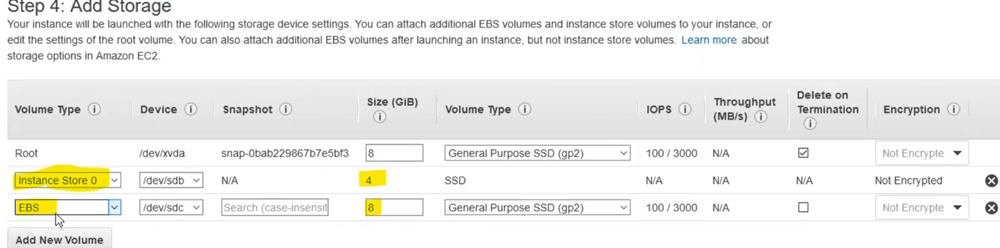 Step 4: Add Storage
Your instance will be launched with the following storage device settings. You can attach additional EBS volumes and instance store volumes to your instance, or
edit the settings of the root volume. You can also attach additional EBS volumes after launching an instance, but not instance store volumes. Learn more about
storage options in Amazon EC2.
Volume Type Device Snapshot Size (GiB) Volume Type IOPS Throughput (MB/s) Delete on Termination Encryption
Root /dev/xvda snap-0bab229867b7e5bf3 8 General Purpose SSD (gp2) 100 / 3000 N/A Not Encrypte
Instance Store 0 /dev/sdb N/A 4 SSD N/A N/A N/A Not Encrypted
EBS /dev/sdc Search (case-insensit 8 General Purpose SSD (gp2) 100 / 3000 N/A Not Encrypte
Add New Volume